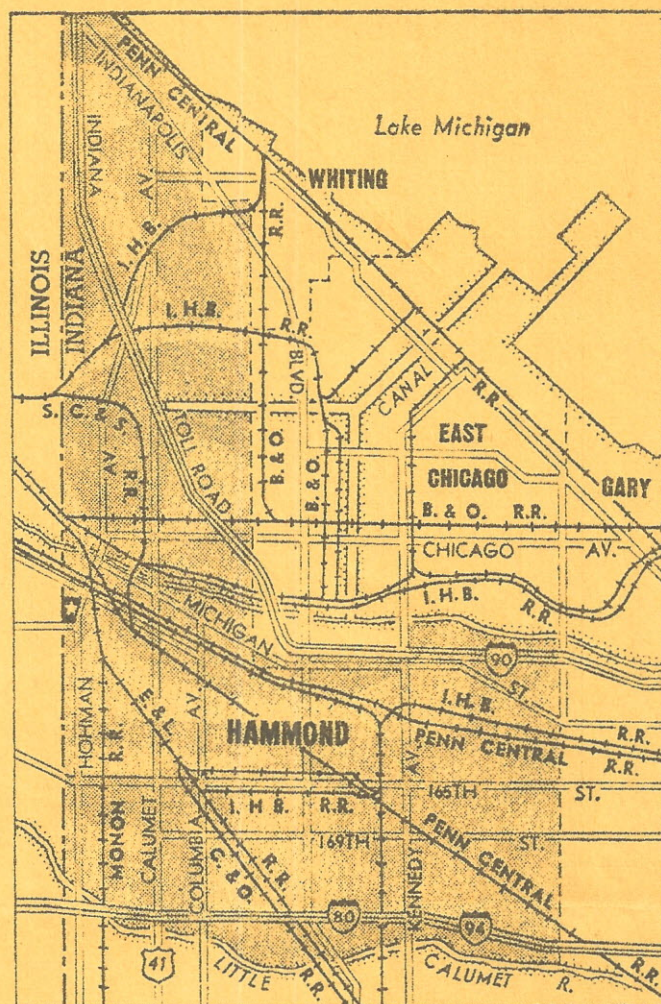 PENN CENTRAL
INDIANAPOLIS
Lake Michigan
INDIANA
AV.
WHITING
I.H.B.
R.R.
ILLINOIS
INDIANA
I.H.B.
R.R.
BLVD
CANAL
R.R.
S. C. & S.
R.R.
AV.
TOLL ROAD
B. & O.
B. & O.
EAST
CHICAGO
GARY
B. & O. R.R.
CHICAGO AV.
I.H.B.
R.R.
MICHIGAN
ST.
90
HOHMAN
R.R.
E. & L.
AV.
HAMMOND
I. H. B.
R.R.
PENN CENTRAL
R.R.
AV.
165TH ST.
I H B R.R.
169TH ST.
PENN CENTRAL
MONON
CALUMET
COLUMBIA
C. & O.
R.R.
KENNEDY
80
94
R.R.
41
LITTLE
R.R.
CALUMET R.